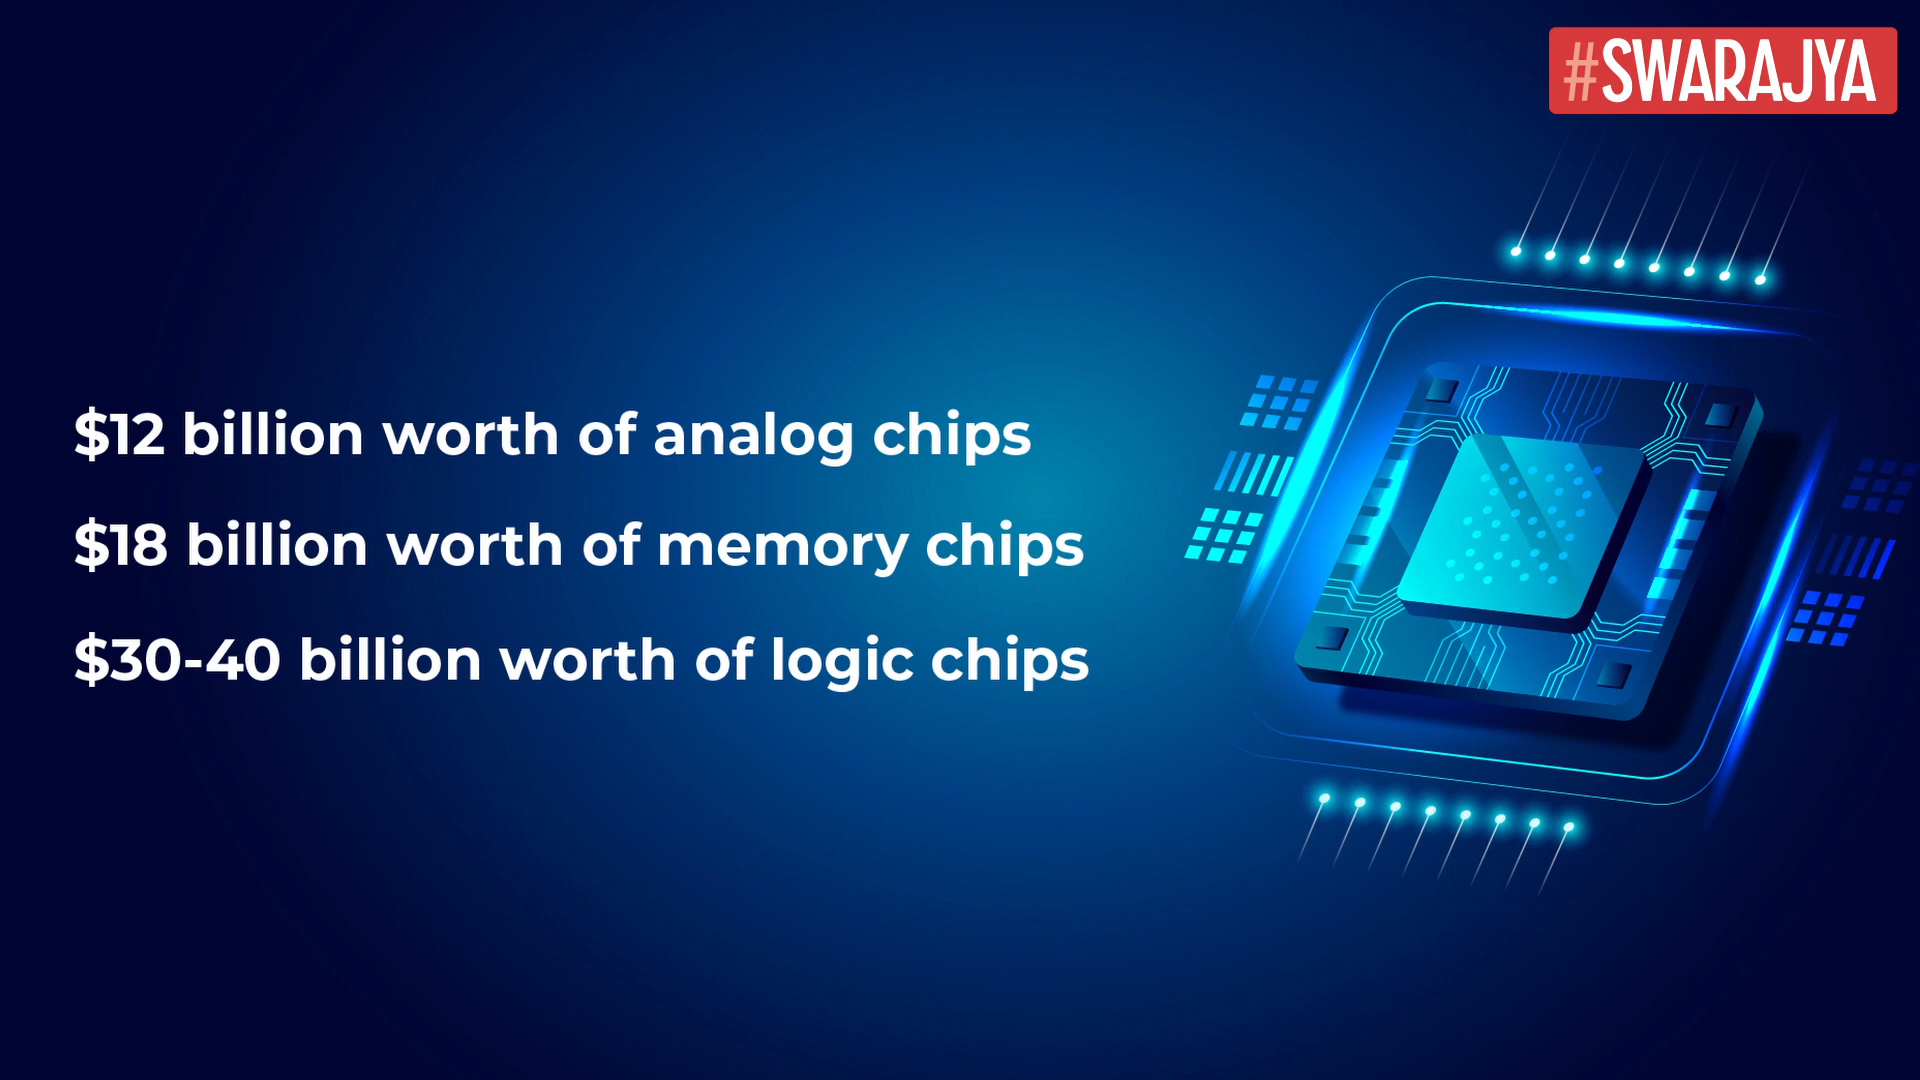 #SWARAJYA
$12 billion worth of analog chips
$18 billion worth of memory chips
$30-40 billion worth of logic chips